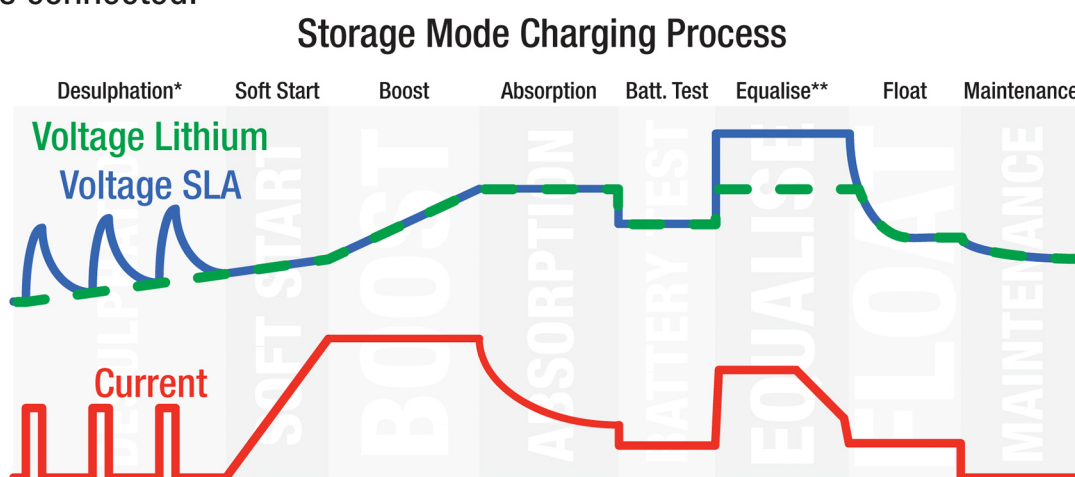 connected.
Storage Mode Charging Process
Desulphation* Soft Start Boost Absorption Batt. Test Equalise** Float Maintenance
Voltage Lithium
Voltage SLA
Current
DESULPHATION
SOFT START
BOOST
ABSORPTION
BATTERY TEST
EQUALISE
FLOAT
MAINTENANCE